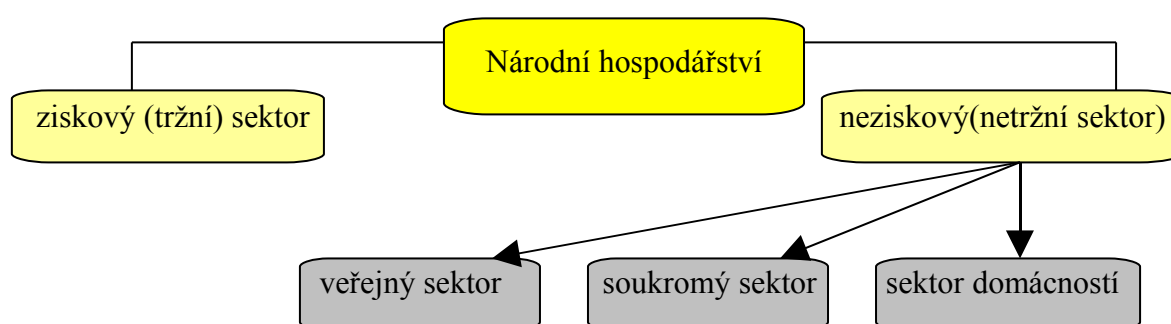 Národní hospodářství
ziskový (tržní) sektor
neziskový(netržní sektor)
veřejný sektor
soukromý sektor
sektor domácností